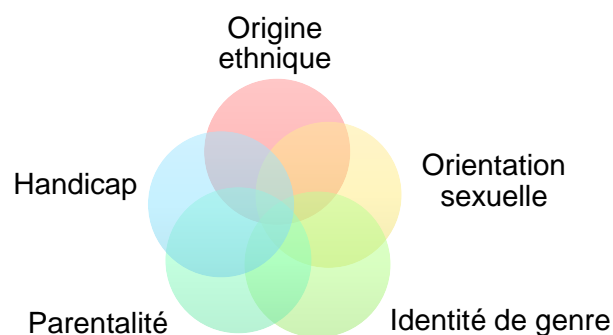 Origine
ethnique
Orientation
sexuelle
Handicap
Identité de genre
Parentalité